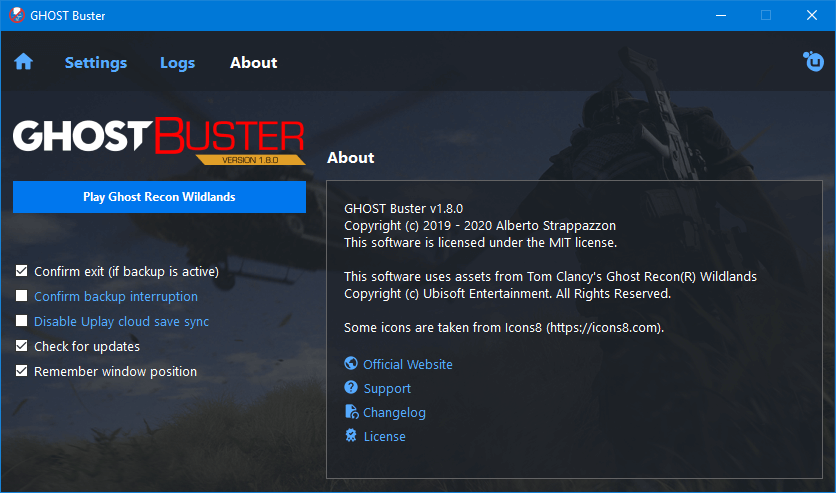 GHOST Buster
Settings Logs About
GHOSTBUSTER
VERSION 1.8.0
Play Ghost Recon Wildlands
Confirm exit (if backup is active)
Confirm backup interruption
Disable Uplay cloud save sync
Check for updates
Remember window position
About
GHOST Buster v1.8.0
Copyright (c) 2019 - 2020 Alberto Strappazzon
This software is licensed under the MIT license.
This software uses assets from Tom Clancy's Ghost Recon(R) Wildlands
Copyright (c) Ubisoft Entertainment. All Rights Reserved.
Some icons are taken from Icons8 (https://icons8.com).
Official Website
Support
Changelog
License